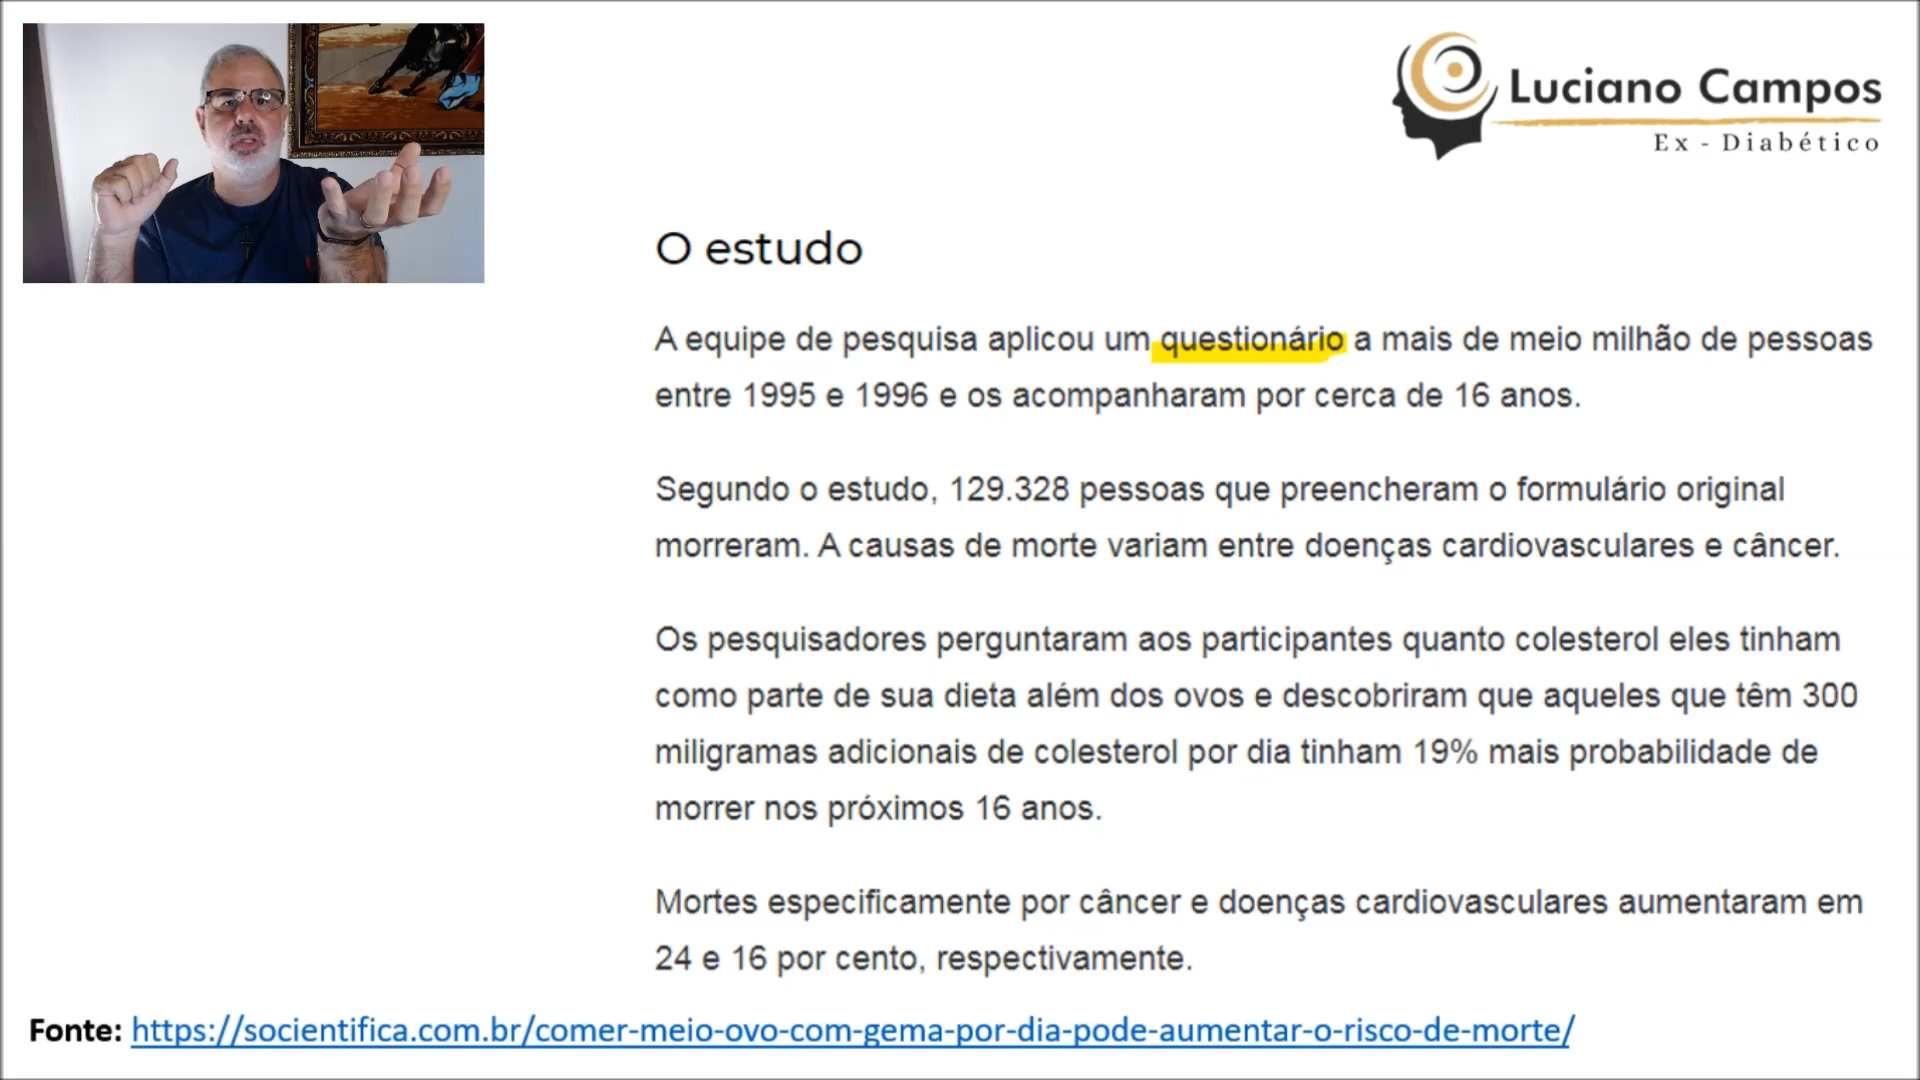 Luciano Campos
Ex - Diabético
O estudo
A equipe de pesquisa aplicou um questionário a mais de meio milhão de pessoas
entre 1995 e 1996 e os acompanharam por cerca de 16 anos.
Segundo o estudo, 129.328 pessoas que preencheram o formulário original
morreram. A causas de morte variam entre doenças cardiovasculares e câncer.
Os pesquisadores perguntaram aos participantes quanto colesterol eles tinham
como parte de sua dieta além dos ovos e descobriram que aqueles que têm 300
miligramas adicionais de colesterol por dia tinham 19% mais probabilidade de
morrer nos próximos 16 anos.
Mortes especificamente por câncer e doenças cardiovasculares aumentaram em
24 e 16 por cento, respectivamente.
Fonte: https://socientifica.com.br/comer-meio-ovo-com-gema-por-dia-pode-aumentar-o-risco-de-morte/